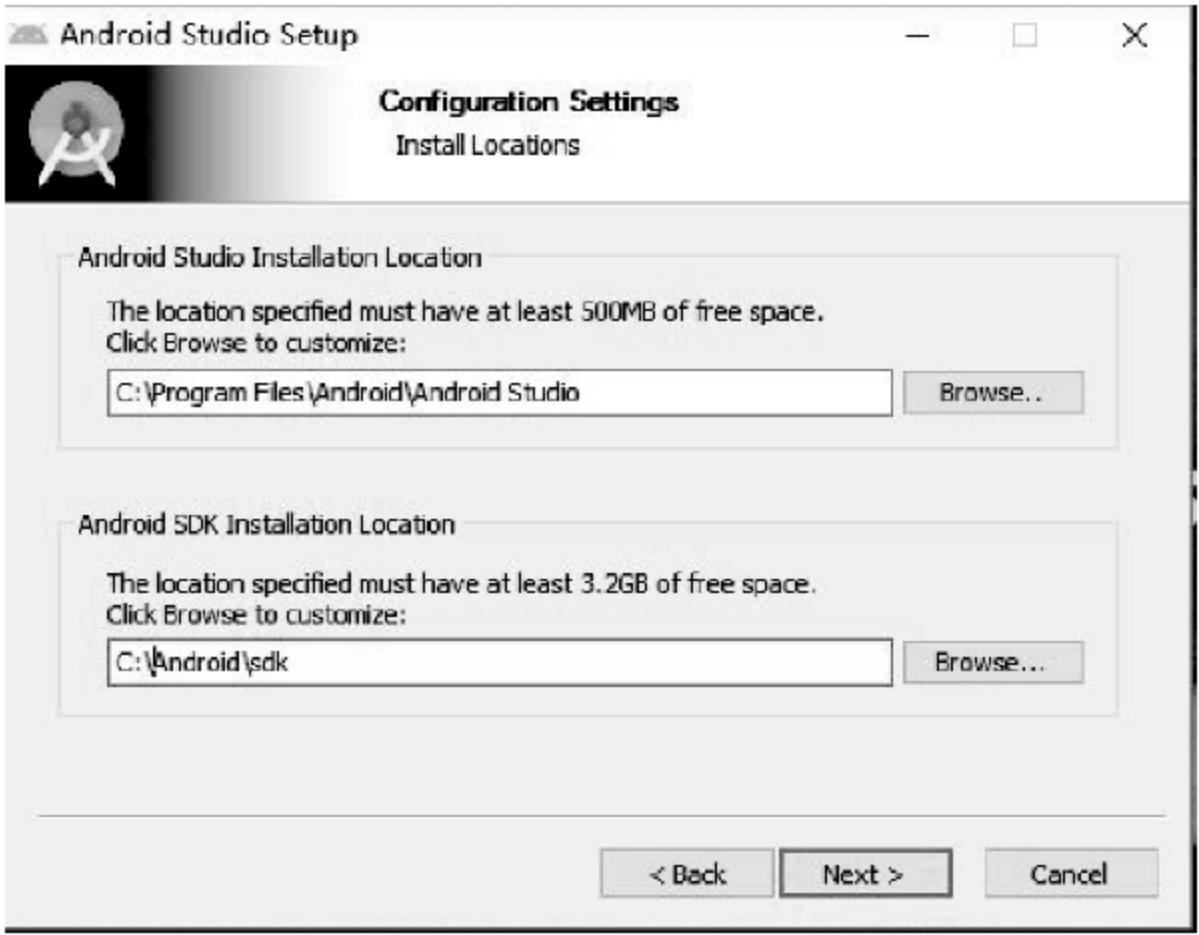 Android Studio Setup
Configuration Settings
Install Locations
Android Studio Installation Location
The location specified must have at least 500MB of free space.
Click Browse to customize:
C:\Program Files\Android\Android Studio
Browse..
Android SDK Installation Location
The location specified must have at least 3.2GB of free space.
Click Browse to customize:
C:\Android\sdk
Browse...
< Back
Next >
Cancel